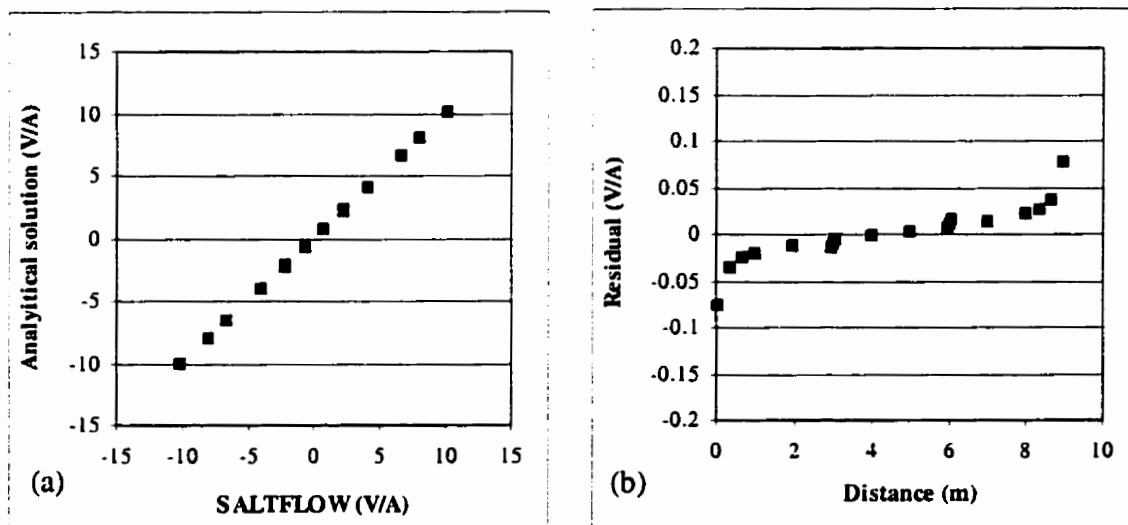 15
10
5
0
-5
-10
-15
-15 -10 -5 0 5 10 15
Analyitical solution (V/A)
SALTFLOW (V/A)
(a)
0.2
0.15
0.1
0.05
0
-0.05
-0.1
-0.15
-0.2
0 2 4 6 8 10
Residual (V/A)
Distance (m)
(b)